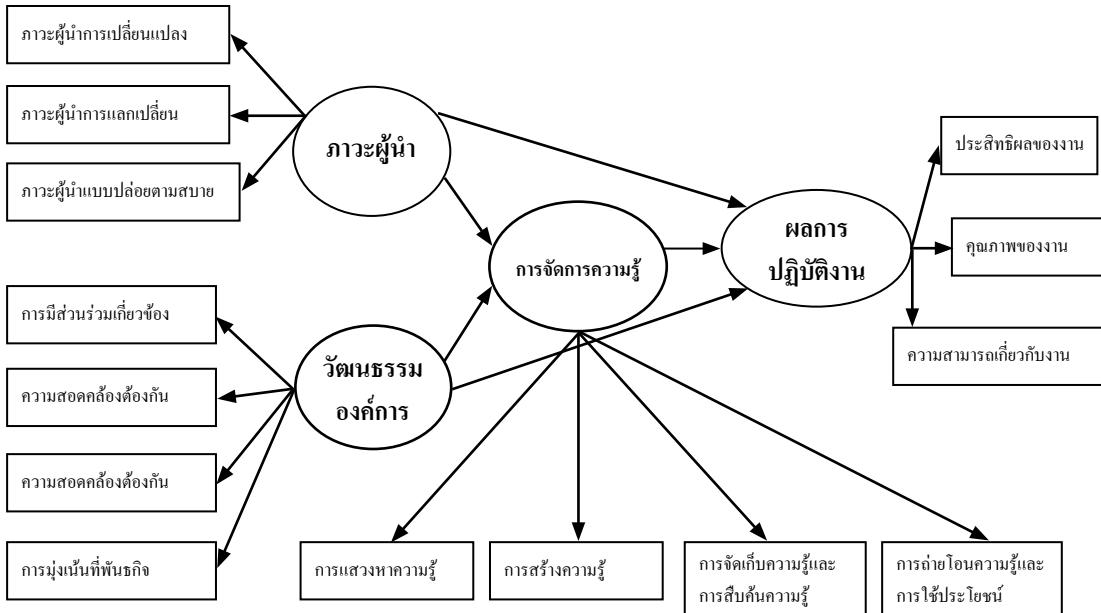 ภาวะผู้นำการเปลี่ยนแปลง
ภาวะผู้นำการแลกเปลี่ยน
ภาวะผู้นำแบบปล่อยตามสบาย
ภาวะผู้นำ
ประสิทธิผลของงาน
คุณภาพของงาน
ความสามารถเกี่ยวกับงาน
ผลการ
ปฏิบัติงาน
การจัดการความรู้
การมีส่วนร่วมเกี่ยวข้อง
ความสอดคล้องต้องกัน
ความสอดคล้องต้องกัน
การมุ่งเน้นที่พันธกิจ
วัฒนธรรม
องค์การ
การแสวงหาความรู้
การสร้างความรู้
การจัดเก็บความรู้และ
การสืบค้นความรู้
การถ่ายโอนความรู้และ
การใช้ประโยชน์